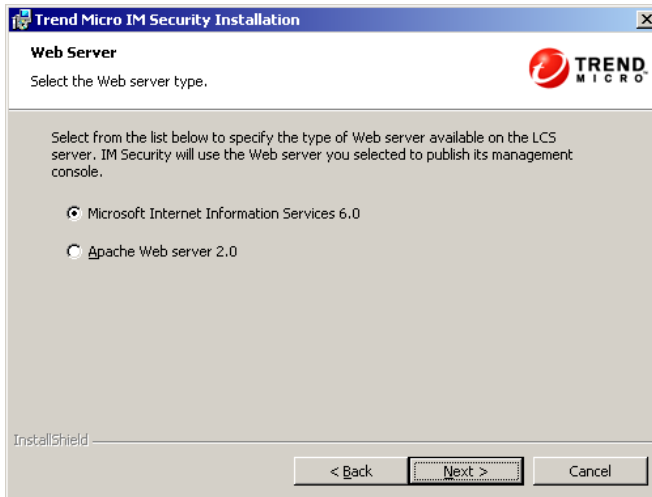 Trend Micro IM Security Installation
Web Server
Select the Web server type.
TREND
MICRO™
Select from the list below to specify the type of Web server available on the LCS
server. IM Security will use the Web server you selected to publish its management
console.
Microsoft Internet Information Services 6.0
Apache Web server 2.0
InstallShield
< Back
Next >
Cancel